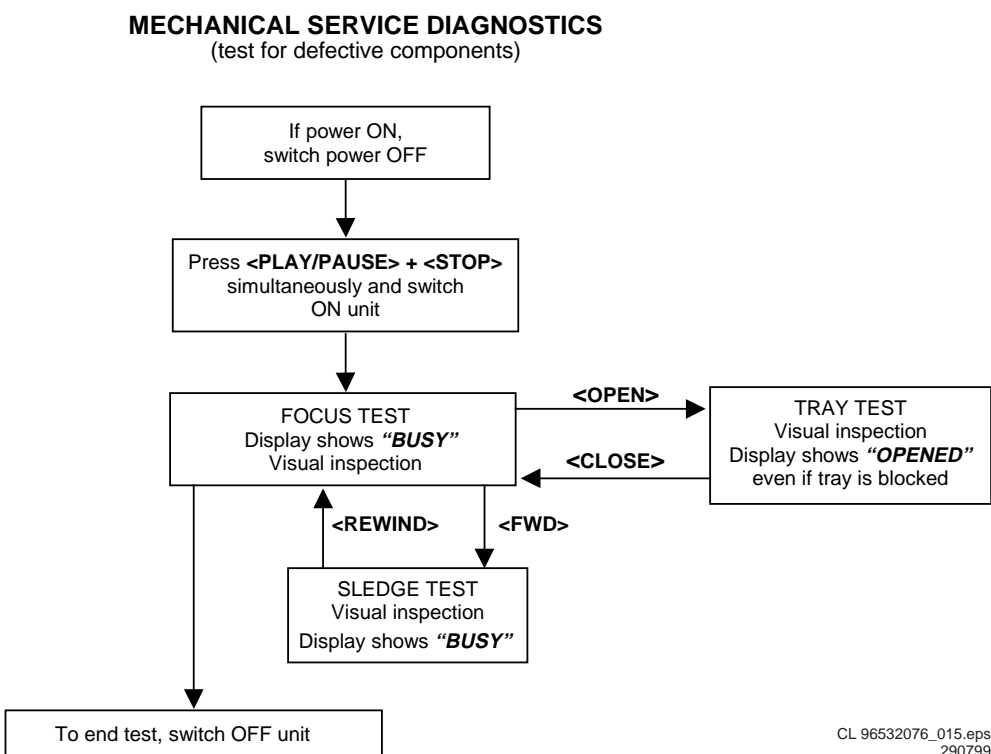 MECHANICAL SERVICE DIAGNOSTICS
(test for defective components)
If power ON,
switch power OFF
Press <PLAY/PAUSE> + <STOP>
simultaneously and switch
ON unit
FOCUS TEST
Display shows “BUSY”
Visual inspection
<OPEN>
<CLOSE>
TRAY TEST
Visual inspection
Display shows “OPENED”
even if tray is blocked
<REWIND>
<FWD>
SLEDGE TEST
Visual inspection
Display shows “BUSY”
To end test, switch OFF unit
CL 96532076_015.eps
290799